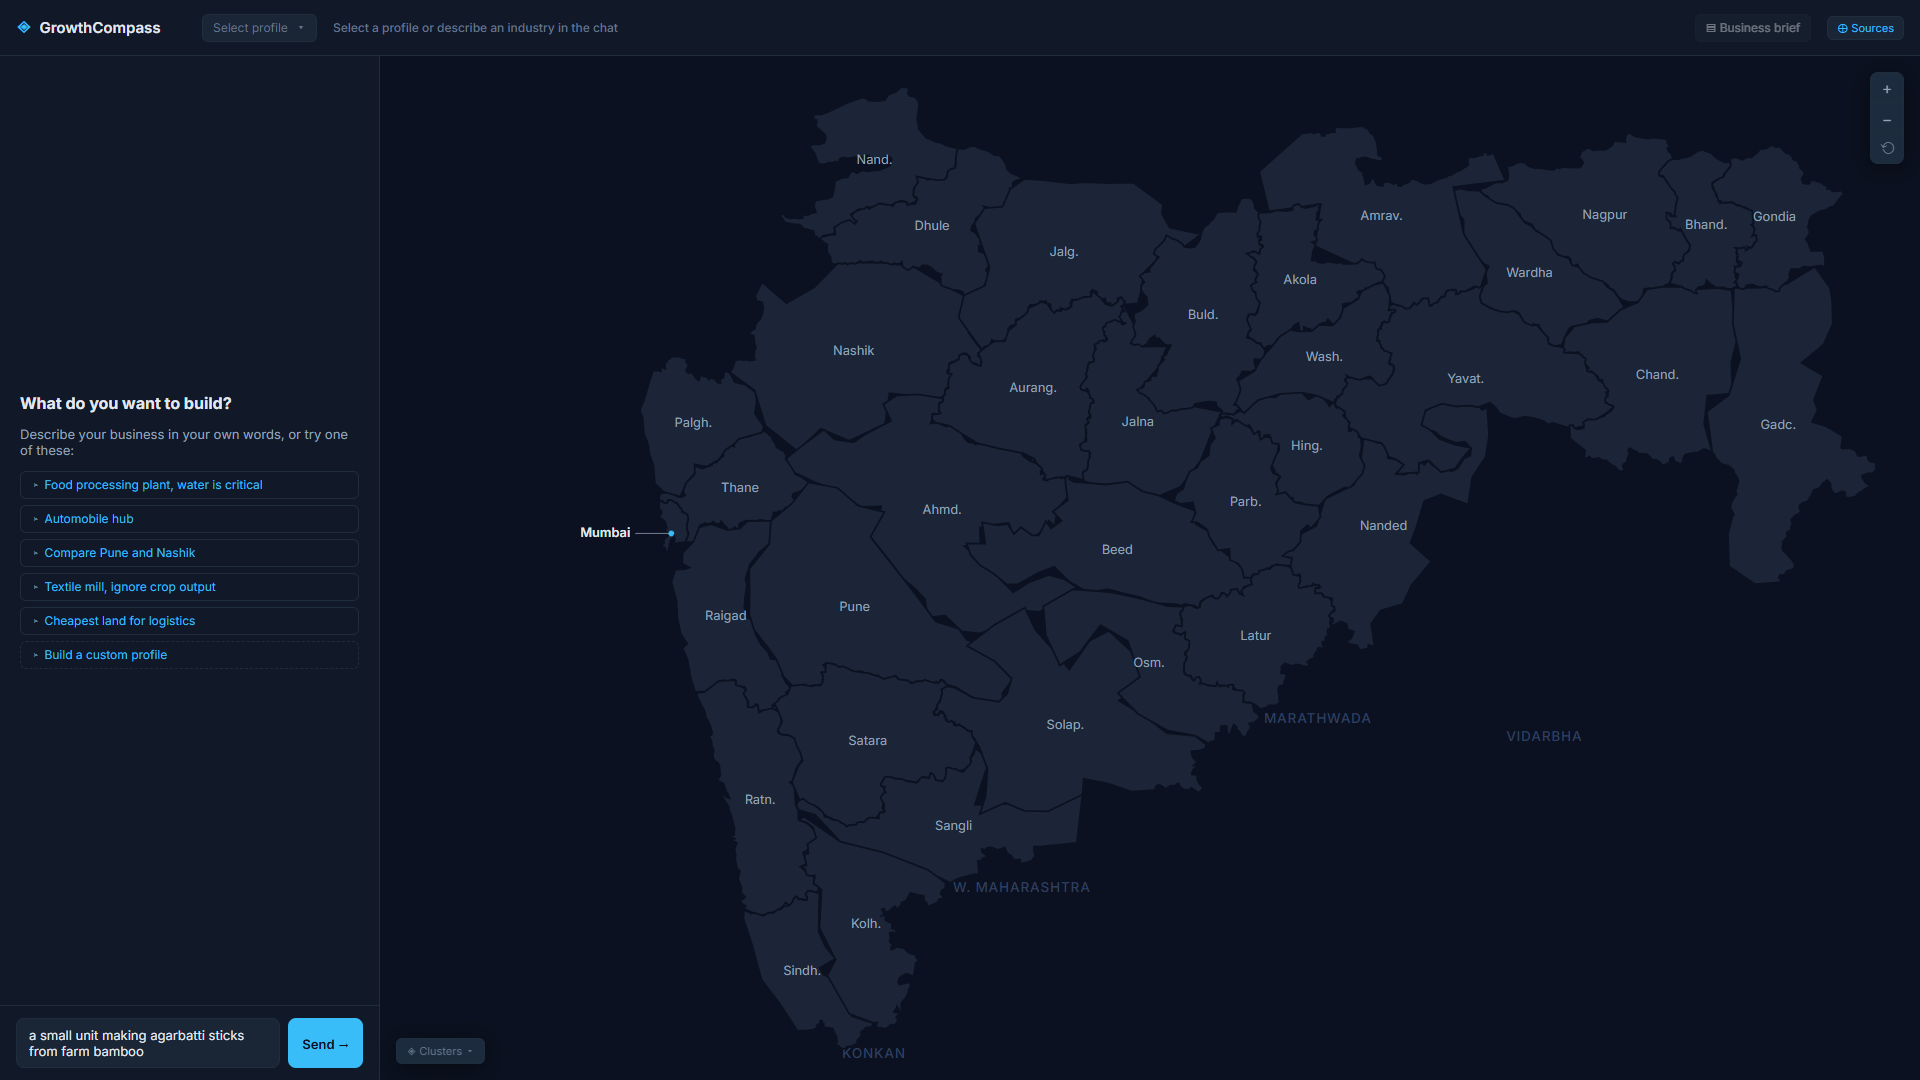 GrowthCompass
Select profile
Select a profile or describe an industry in the chat
Business brief
Sources
What do you want to build?
Describe your business in your own words, or try one
of these:
Food processing plant, water is critical
Automobile hub
Compare Pune and Nashik
Textile mill, ignore crop output
Cheapest land for logistics
Build a custom profile
a small unit making agarbatti sticks
from farm bamboo
Send →
+
−
Nand.
Dhule
Jalg.
Amrav.
Nagpur
Bhand.
Gondia
Akola
Wardha
Buld.
Nashik
Wash.
Aurang.
Yavat.
Chand.
Palgh.
Jalna
Gadc.
Hing.
Thane
Ahmd.
Parb.
Mumbai
Nanded
Beed
Pune
Raigad
Latur
Osm.
MARATHWADA
Solap.
VIDARBHA
Satara
Ratn.
Sangli
W. MAHARASHTRA
Kolh.
Sindh.
KONKAN
Clusters